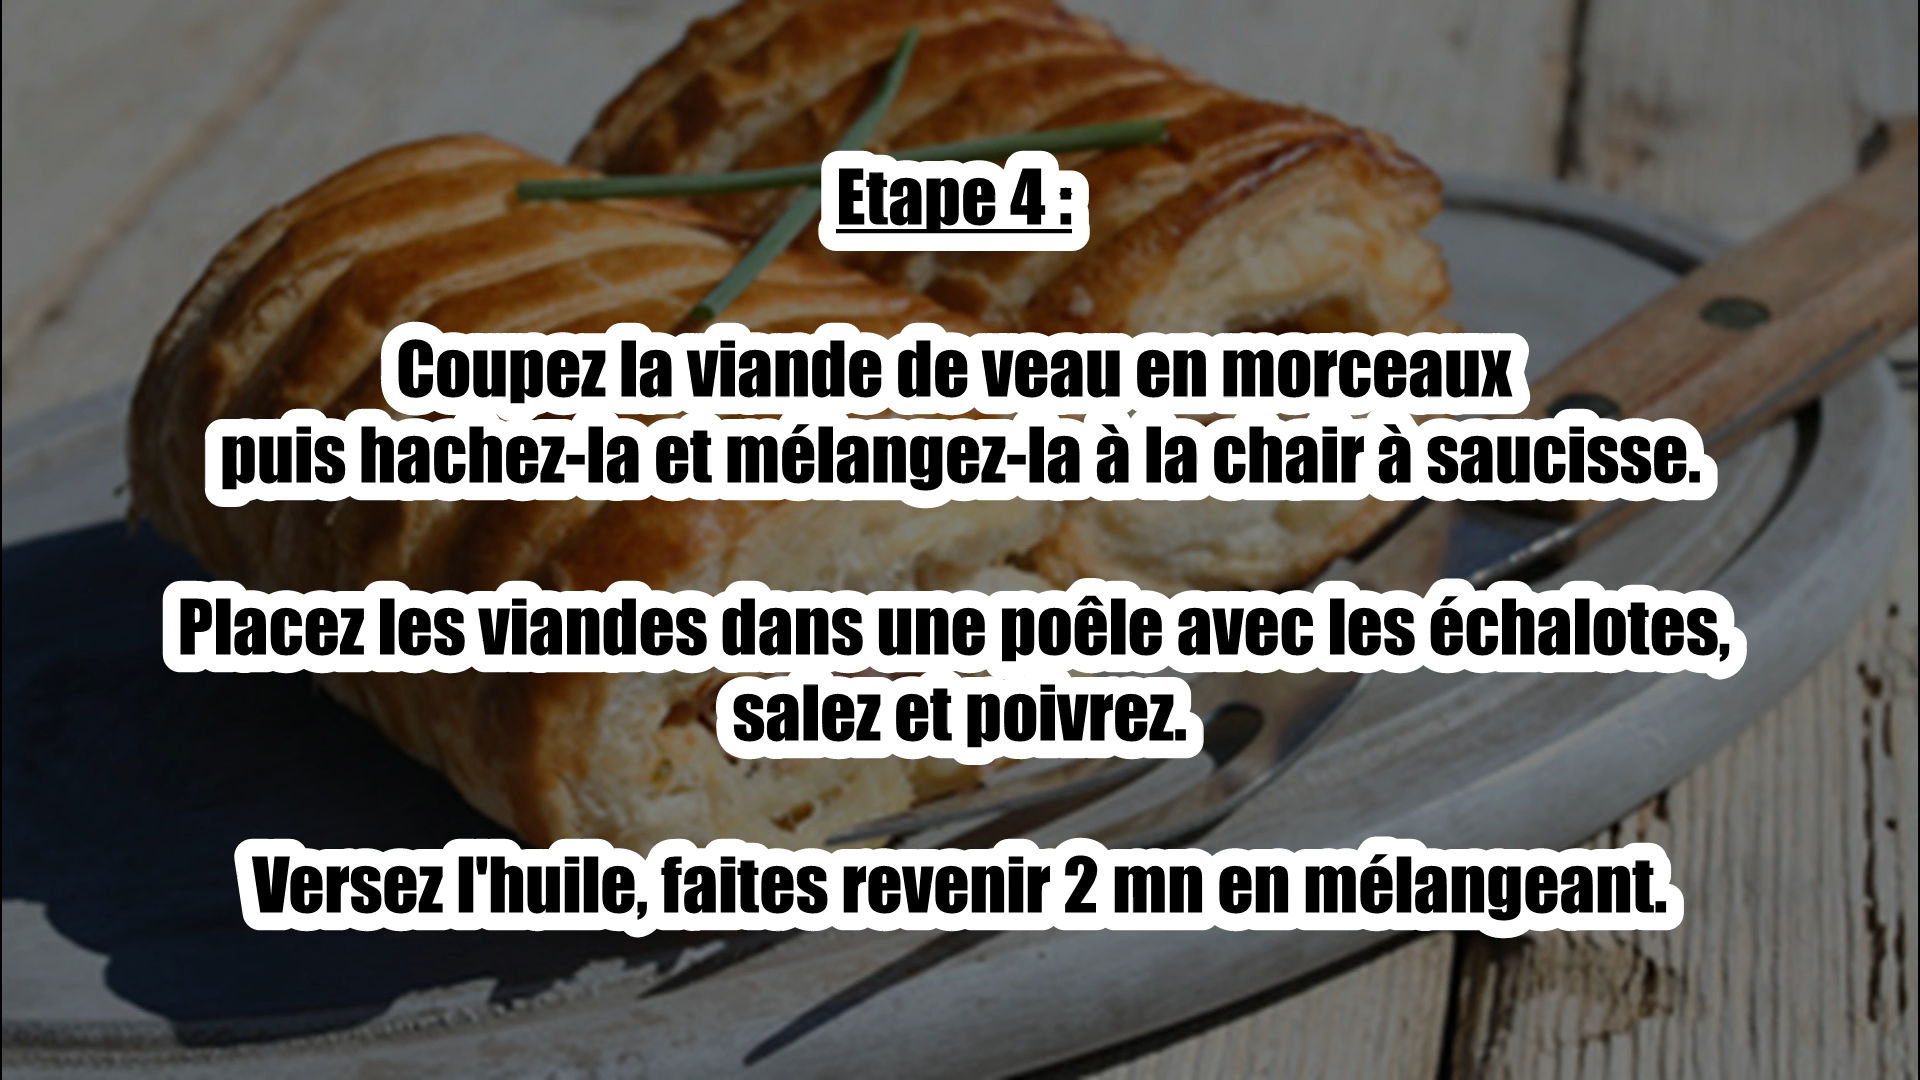 Etape 4 :
Coupez la viande de veau en morceaux
puis hachez-la et mélangez-la à la chair à saucisse.
Placez les viandes dans une poêle avec les échalotes,
salez et poivrez.
Versez l'huile, faites revenir 2 mn en mélangeant.